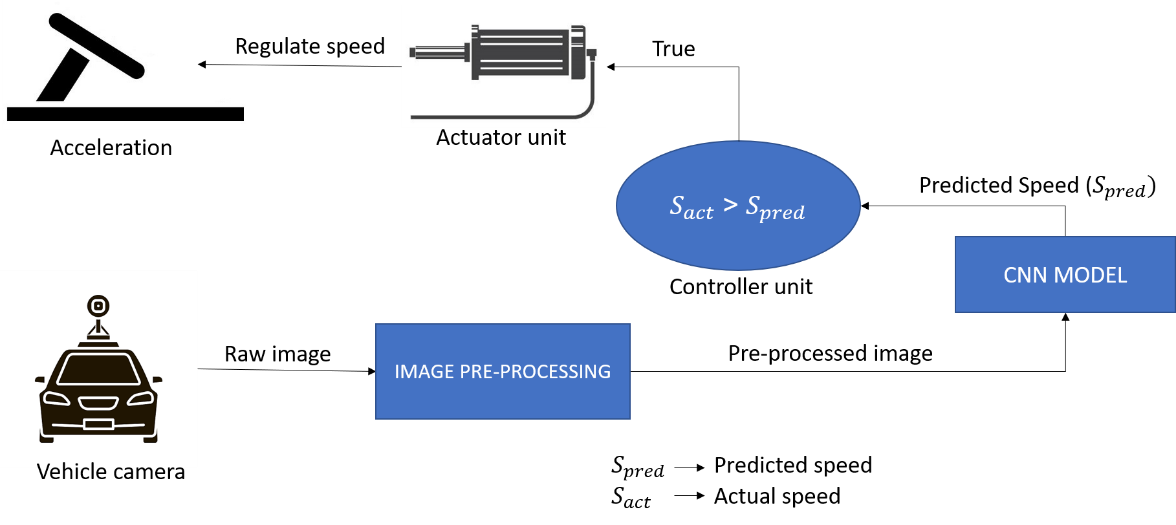 Regulate speed
True
Acceleration
Actuator unit
Predicted Speed (S_pred)
S_act > S_pred
CNN MODEL
Controller unit
Raw image
IMAGE PRE-PROCESSING
Pre-processed image
Vehicle camera
S_pred → Predicted speed
S_act → Actual speed